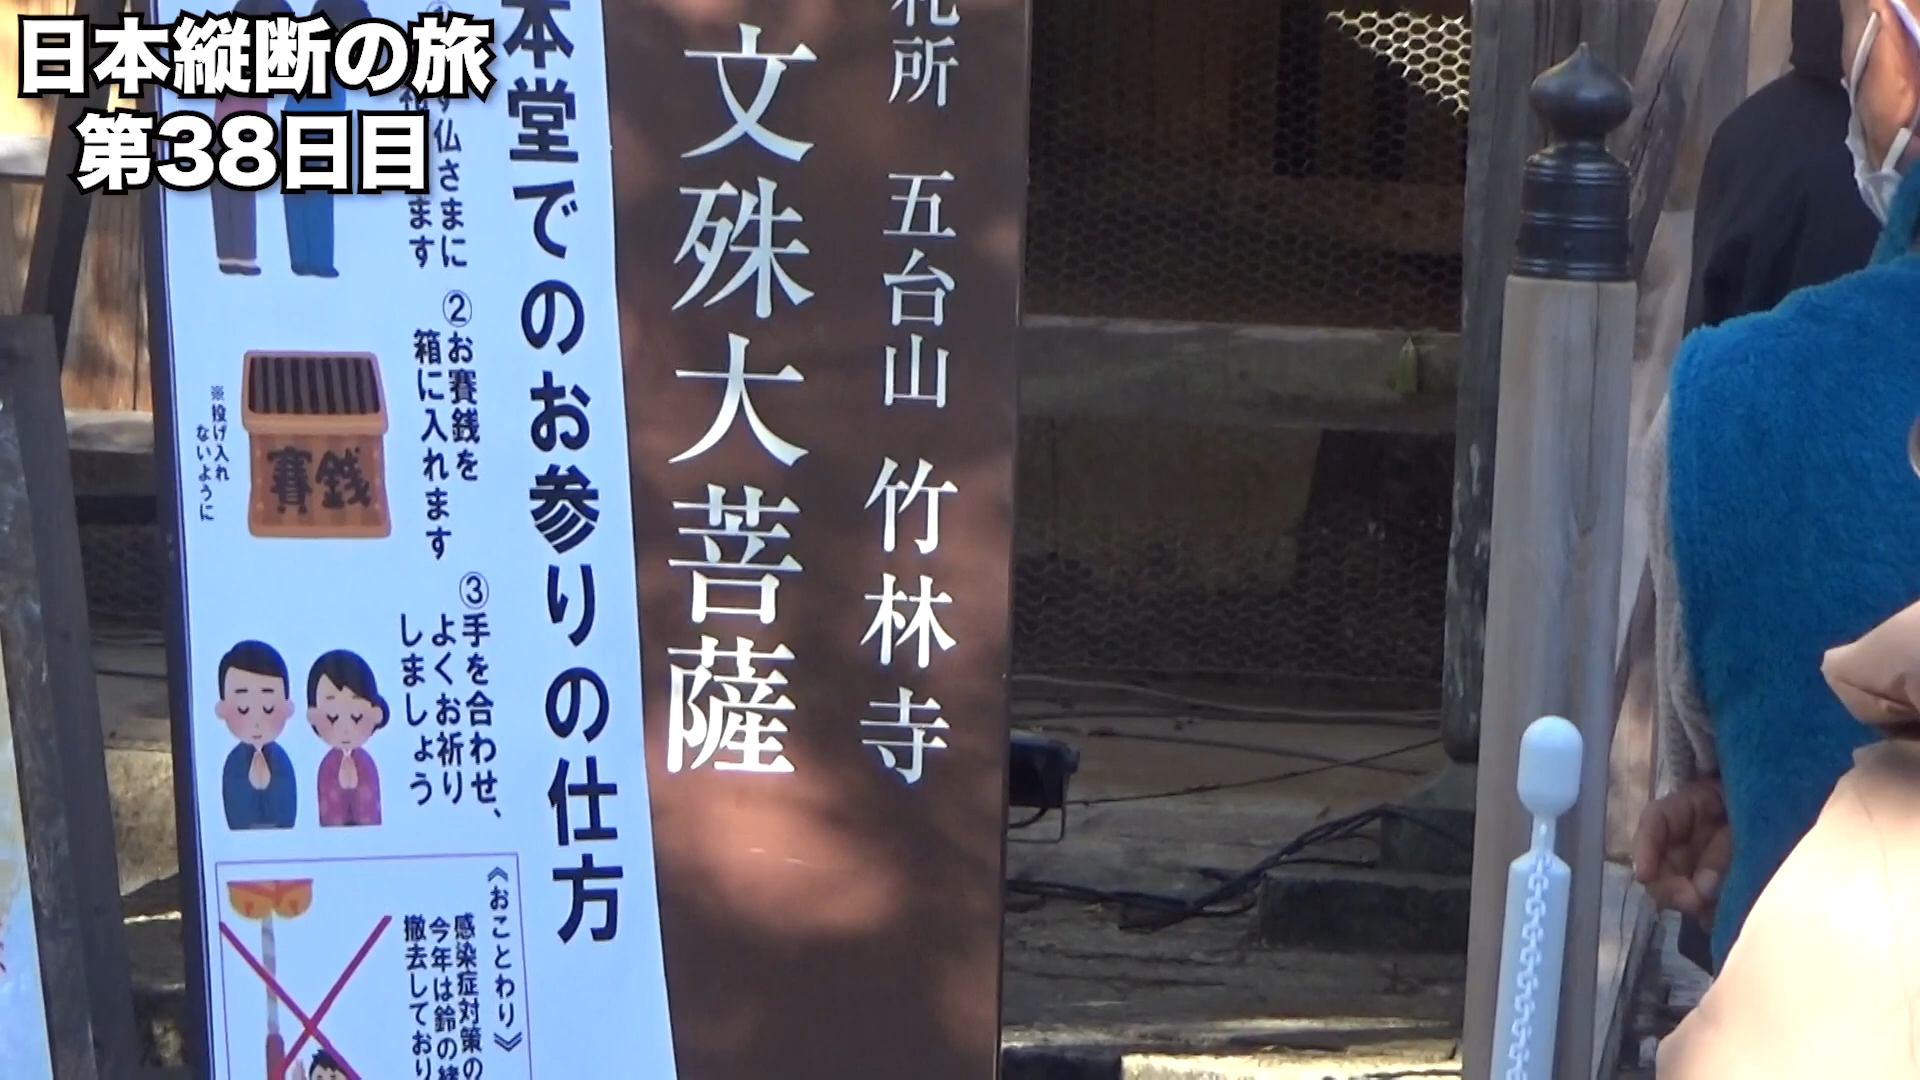 日本縦断の旅
第38日目
札所 五台山 竹林寺
文殊大菩薩
本堂でのお参りの仕方
仏さまに
ます
②お賽銭を
箱に入れます
※投げ入れ
ないように
賽銭
③手を合わせ、
よくお祈り
しましょう
《おことわり》
感染症対策の
今年は鈴の緒
撤去しており